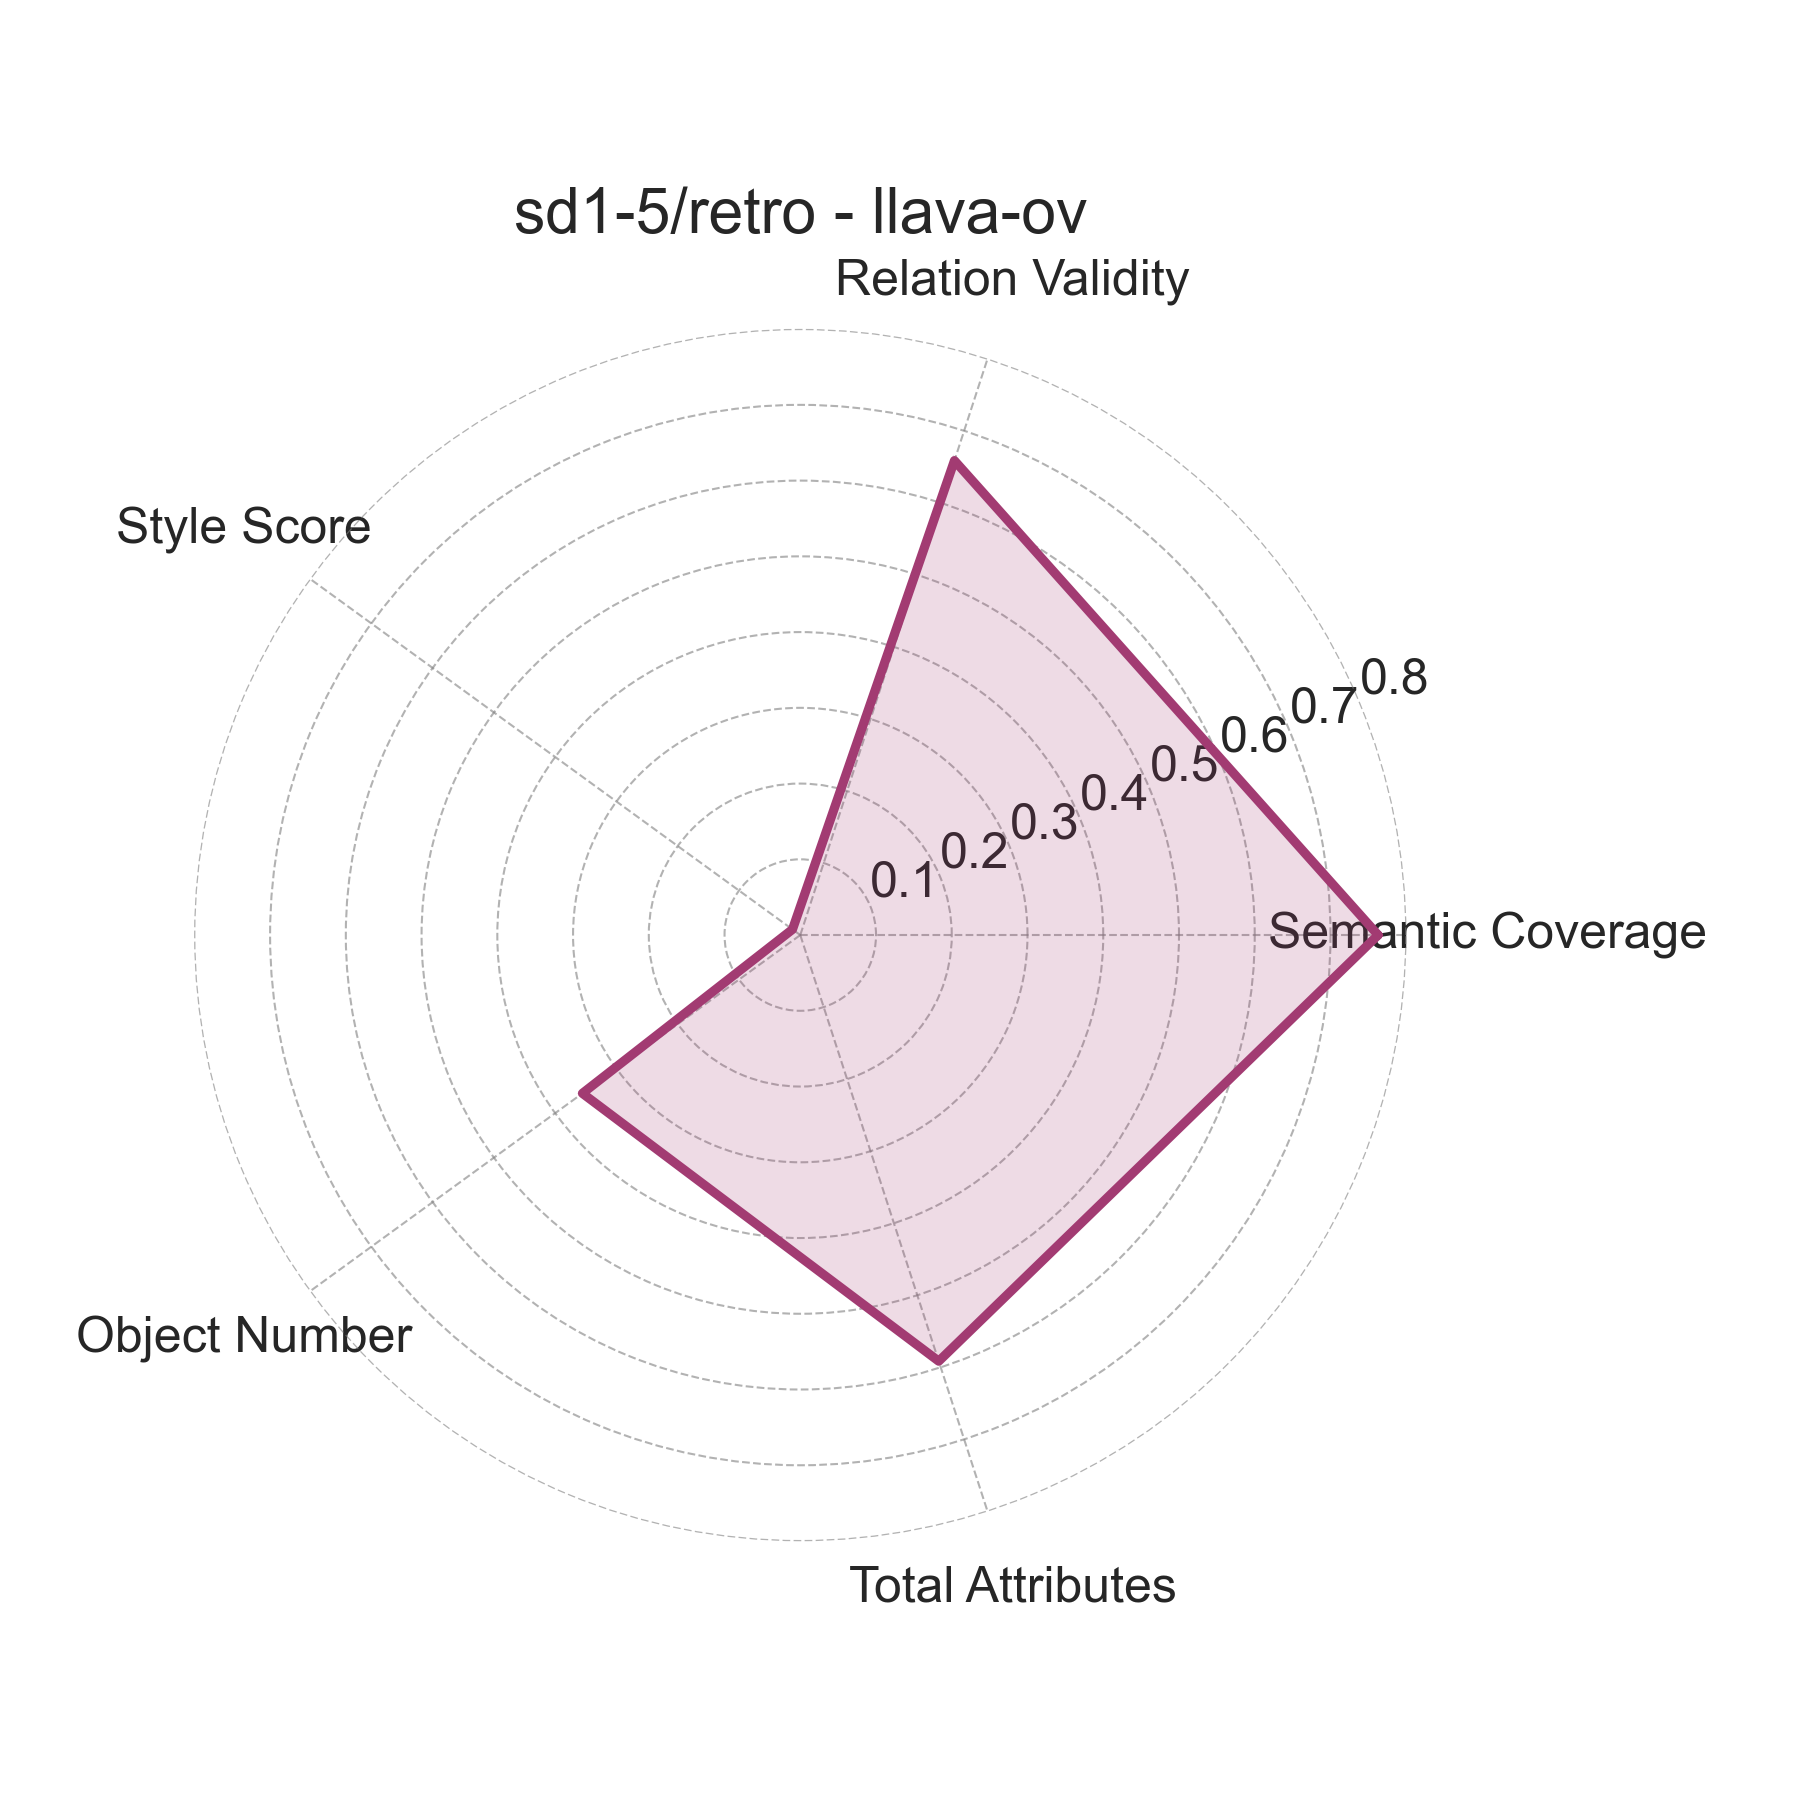 sd1-5/retro - llava-ov
Relation Validity
Style Score
0.8
0.7
0.6
0.5
0.4
0.3
0.2
0.1
Semantic Coverage
Object Number
Total Attributes